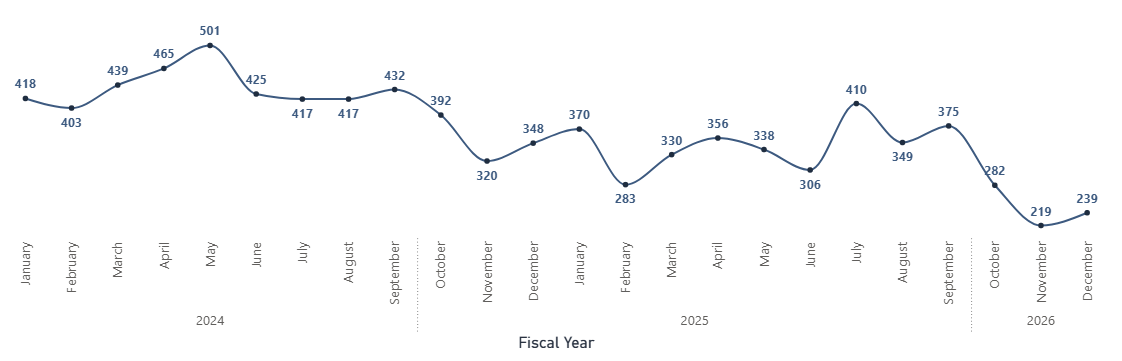 501
465
439
418
425
432
403
417
417
392
410
370
375
348
356
338
330
349
320
306
283
282
239
219
January
February
March
April
May
June
July
August
September
October
November
December
January
February
March
April
May
June
July
August
September
October
November
December
2024
2025
2026
Fiscal Year